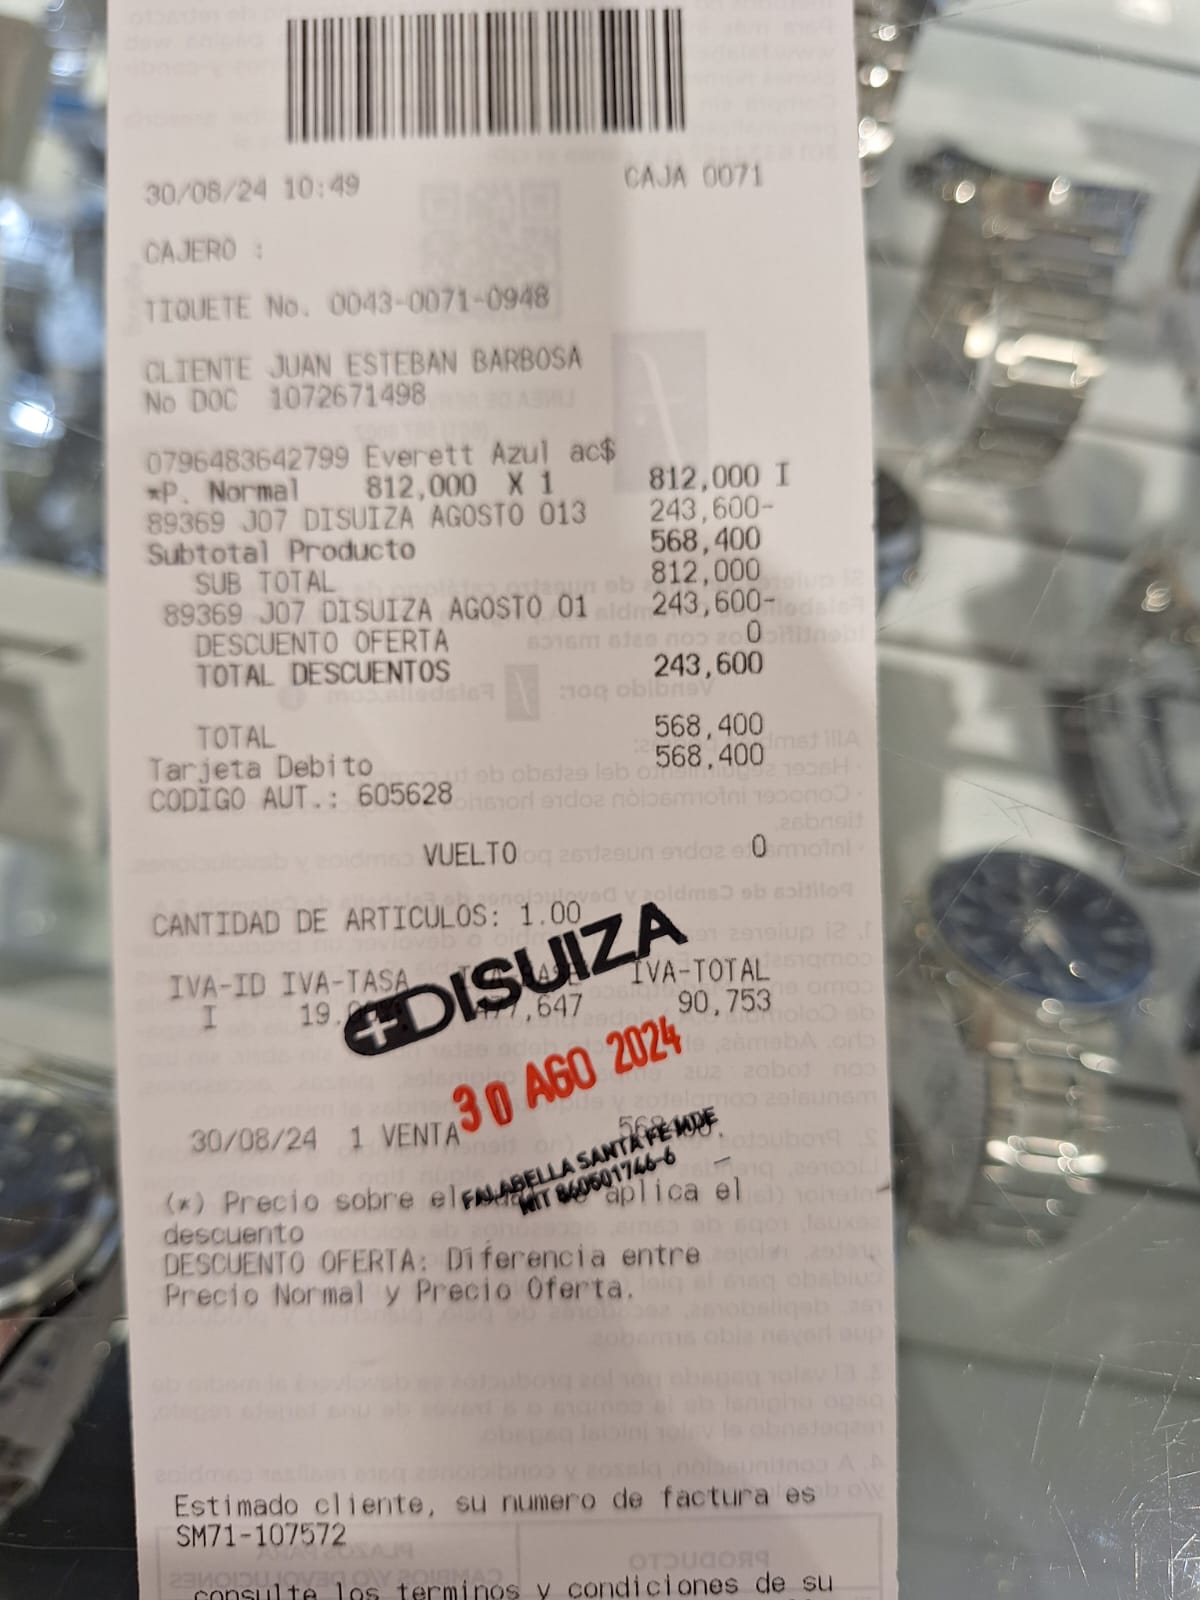 30/08/24 10:49 CAJA 0071
CAJERO :
TIQUETE No. 0043-0071-0948
CLIENTE JUAN ESTEBAN BARBOSA
No DOC 1072671498
0796483642799 Everett Azul ac$
*P. Normal 812,000 X 1 812,000 I
89369 J07 DISUIZA AGOSTO 013 243,600-
Subtotal Producto 568,400
SUB TOTAL 812,000
89369 J07 DISUIZA AGOSTO 01 243,600-
DESCUENTO OFERTA 0
TOTAL DESCUENTOS 243,600
TOTAL 568,400
Tarjeta Debito 568,400
CODIGO AUT.: 605628
VUELTO 0
CANTIDAD DE ARTICULOS: 1.00
DISUIZA
IVA-ID IVA-TASA IVA-TOTAL
I 90,753
30 AGO 2024
30/08/24 1 VENTA
FALABELLA SANTA FE MDE
NIT 860501746-6
(*) Precio sobre el aplica el
descuento
DESCUENTO OFERTA: Diferencia entre
Precio Normal y Precio Oferta.
Estimado cliente, su numero de factura es
SM71-107572
consulte los terminos y condiciones de su